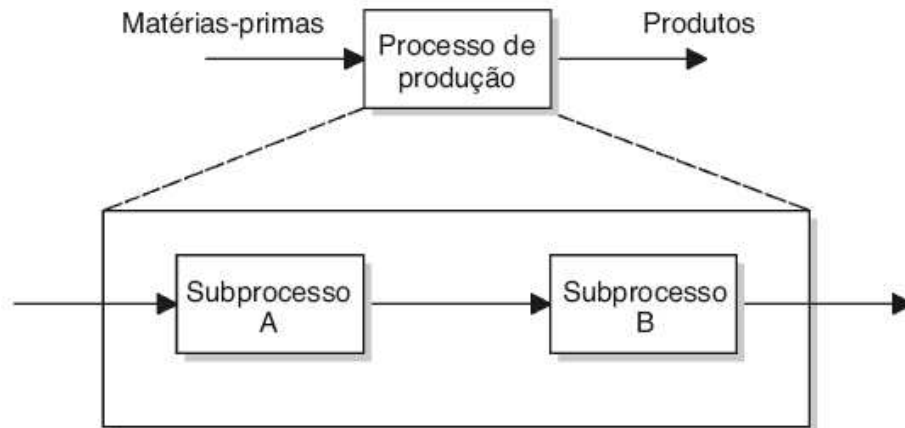 Matérias-primas
Processo de
produção
Produtos
Subprocesso
A
Subprocesso
B